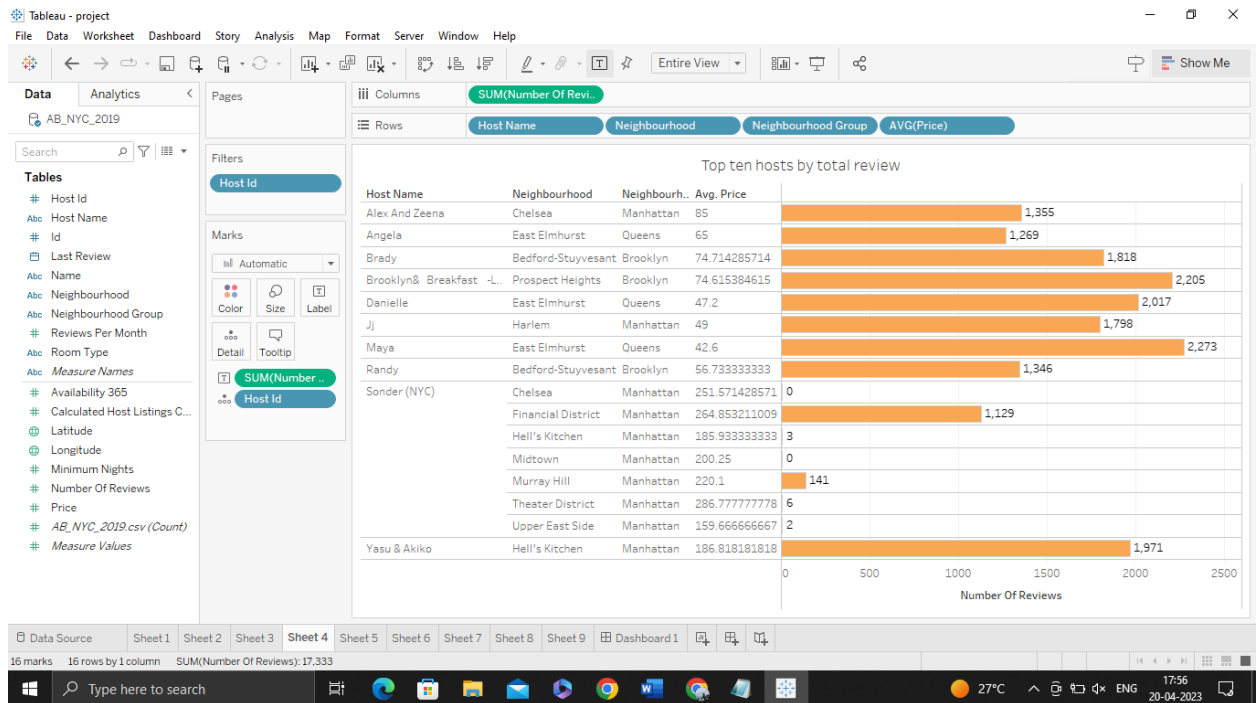 Tableau - project
File Data Worksheet Dashboard Story Analysis Map Format Server Window Help
Entire View
Show Me
Data Analytics
AB_NYC_2019
Search
Tables
# Host Id
Abc Host Name
# Id
Last Review
Abc Name
Abc Neighbourhood
Abc Neighbourhood Group
# Reviews Per Month
Abc Room Type
Abc Measure Names
# Availability 365
# Calculated Host Listings C...
Latitude
Longitude
# Minimum Nights
# Number Of Reviews
# Price
# AB_NYC_2019.csv (Count)
# Measure Values
Pages
Filters
Host Id
Marks
Automatic
Color Size Label
Detail Tooltip
SUM(Number ..
Host Id
Columns SUM(Number Of Revi..
Rows Host Name Neighbourhood Neighbourhood Group AVG(Price)
Top ten hosts by total review
Host Name Neighbourhood Neighbourh.. Avg. Price
Alex And Zeena Chelsea Manhattan 85 1,355
Angela East Elmhurst Queens 65 1,269
Brady Bedford-Stuyvesant Brooklyn 74.714285714 1,818
Brooklyn& Breakfast -L.. Prospect Heights Brooklyn 74.615384615 2,205
Danielle East Elmhurst Queens 47.2 2,017
Jj Harlem Manhattan 49 1,798
Maya East Elmhurst Queens 42.6 2,273
Randy Bedford-Stuyvesant Brooklyn 56.733333333 1,346
Sonder (NYC) Chelsea Manhattan 251.571428571 0
Financial District Manhattan 264.853211009 1,129
Hell's Kitchen Manhattan 185.933333333 3
Midtown Manhattan 200.25 0
Murray Hill Manhattan 220.1 141
Theater District Manhattan 286.777777778 6
Upper East Side Manhattan 159.666666667 2
Yasu & Akiko Hell's Kitchen Manhattan 186.818181818 1,971
0 500 1000 1500 2000 2500
Number Of Reviews
Data Source Sheet 1 Sheet 2 Sheet 3 Sheet 4 Sheet 5 Sheet 6 Sheet 7 Sheet 8 Sheet 9 Dashboard 1
16 marks 16 rows by 1 column SUM(Number Of Reviews): 17,333
Type here to search
27°C ENG
17:56
20-04-2023